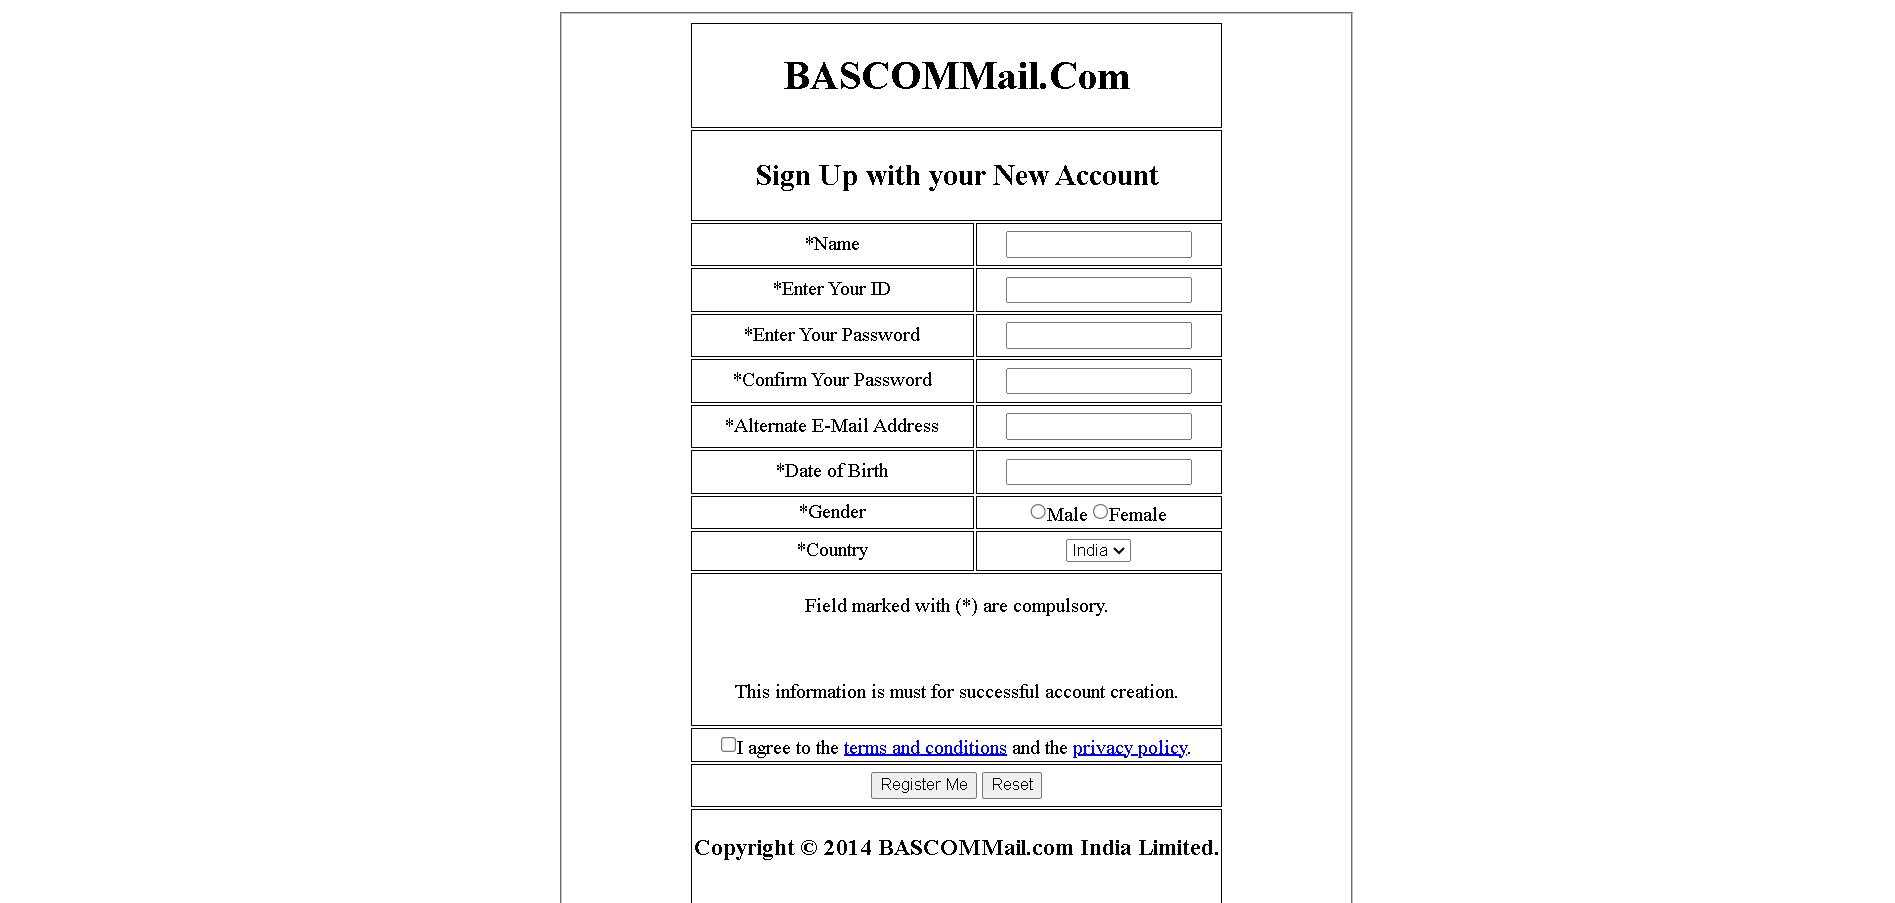 BASCOMMail.Com
Sign Up with your New Account
*Name
*Enter Your ID
*Enter Your Password
*Confirm Your Password
*Alternate E-Mail Address
*Date of Birth
*Gender Male Female
*Country India
Field marked with (*) are compulsory.
This information is must for successful account creation.
I agree to the terms and conditions and the privacy policy.
Register Me Reset
Copyright © 2014 BASCOMMail.com India Limited.